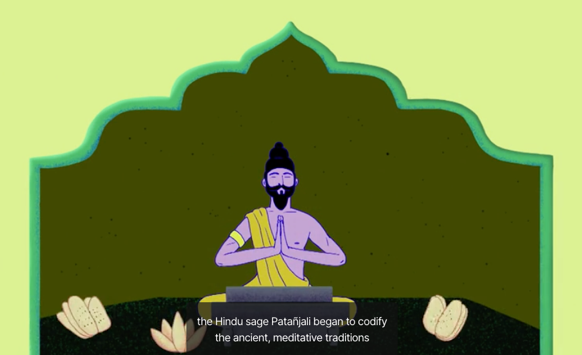 the Hindu sage Patañjali began to codify
the ancient, meditative traditions